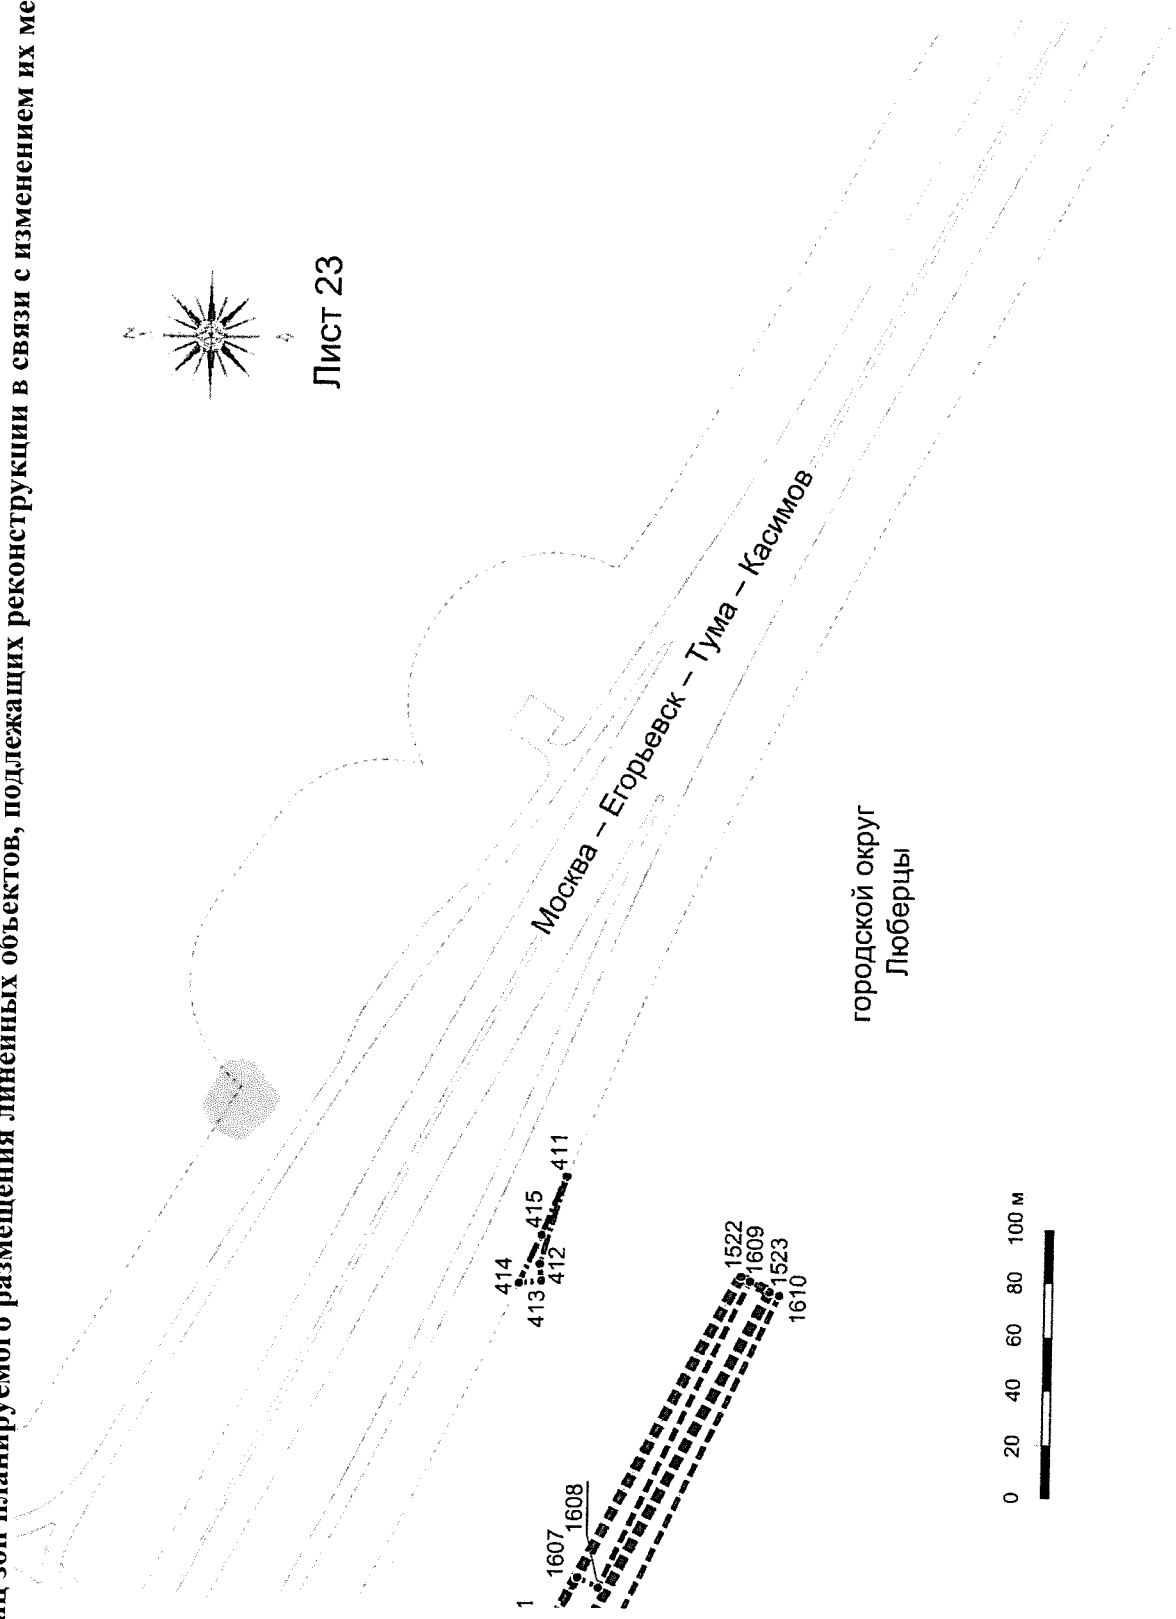 зон планируемого размещения линейных объектов, подлежащих реконструкции в связи с изменением их ме
Лист 23
Москва – Егорьевск – Тума – Касимов
городской округ
Люберцы
414
415
411
413
412
1522
1609
1523
1610
1607
1608
1
0 20 40 60 80 100 м